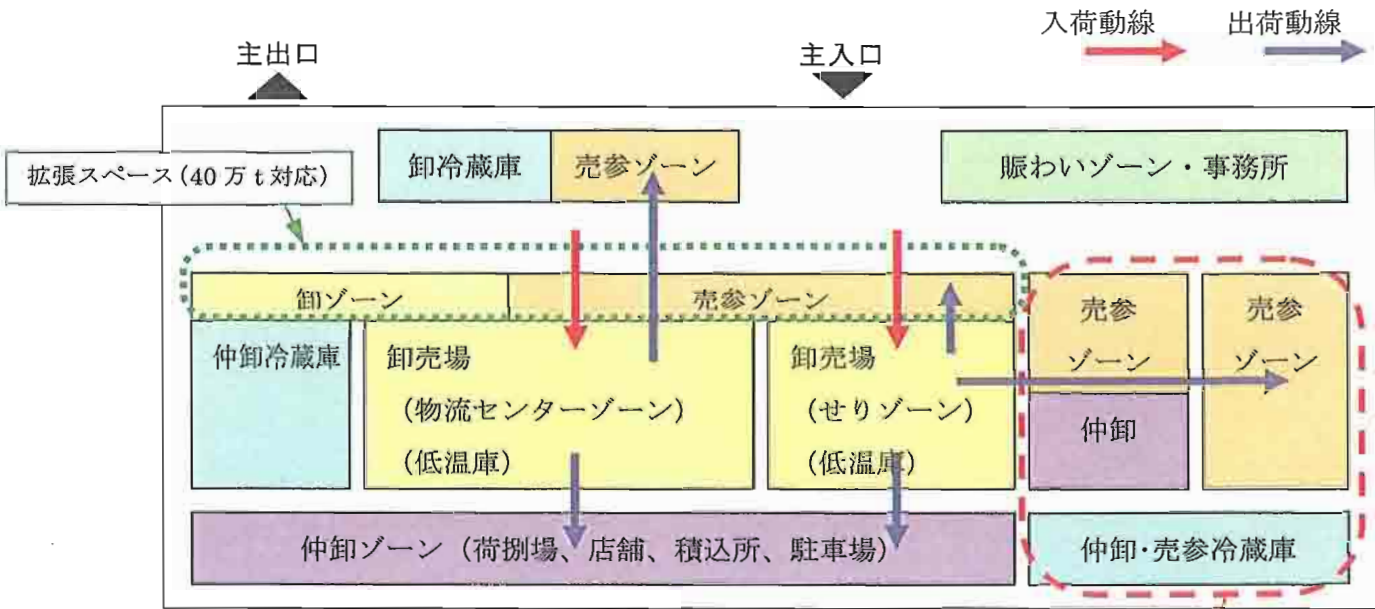 入荷動線
出荷動線
主出口
主入口
拡張スペース(40万t対応)
卸冷蔵庫
売参ゾーン
賑わいゾーン・事務所
卸ゾーン
売参ゾーン
売参
ゾーン
売参
ゾーン
仲卸冷蔵庫
卸売場
(物流センターゾーン)
(低温庫)
卸売場
(せりゾーン)
(低温庫)
仲卸
仲卸ゾーン(荷捌場、店舗、積込所、駐車場)
仲卸・売参冷蔵庫